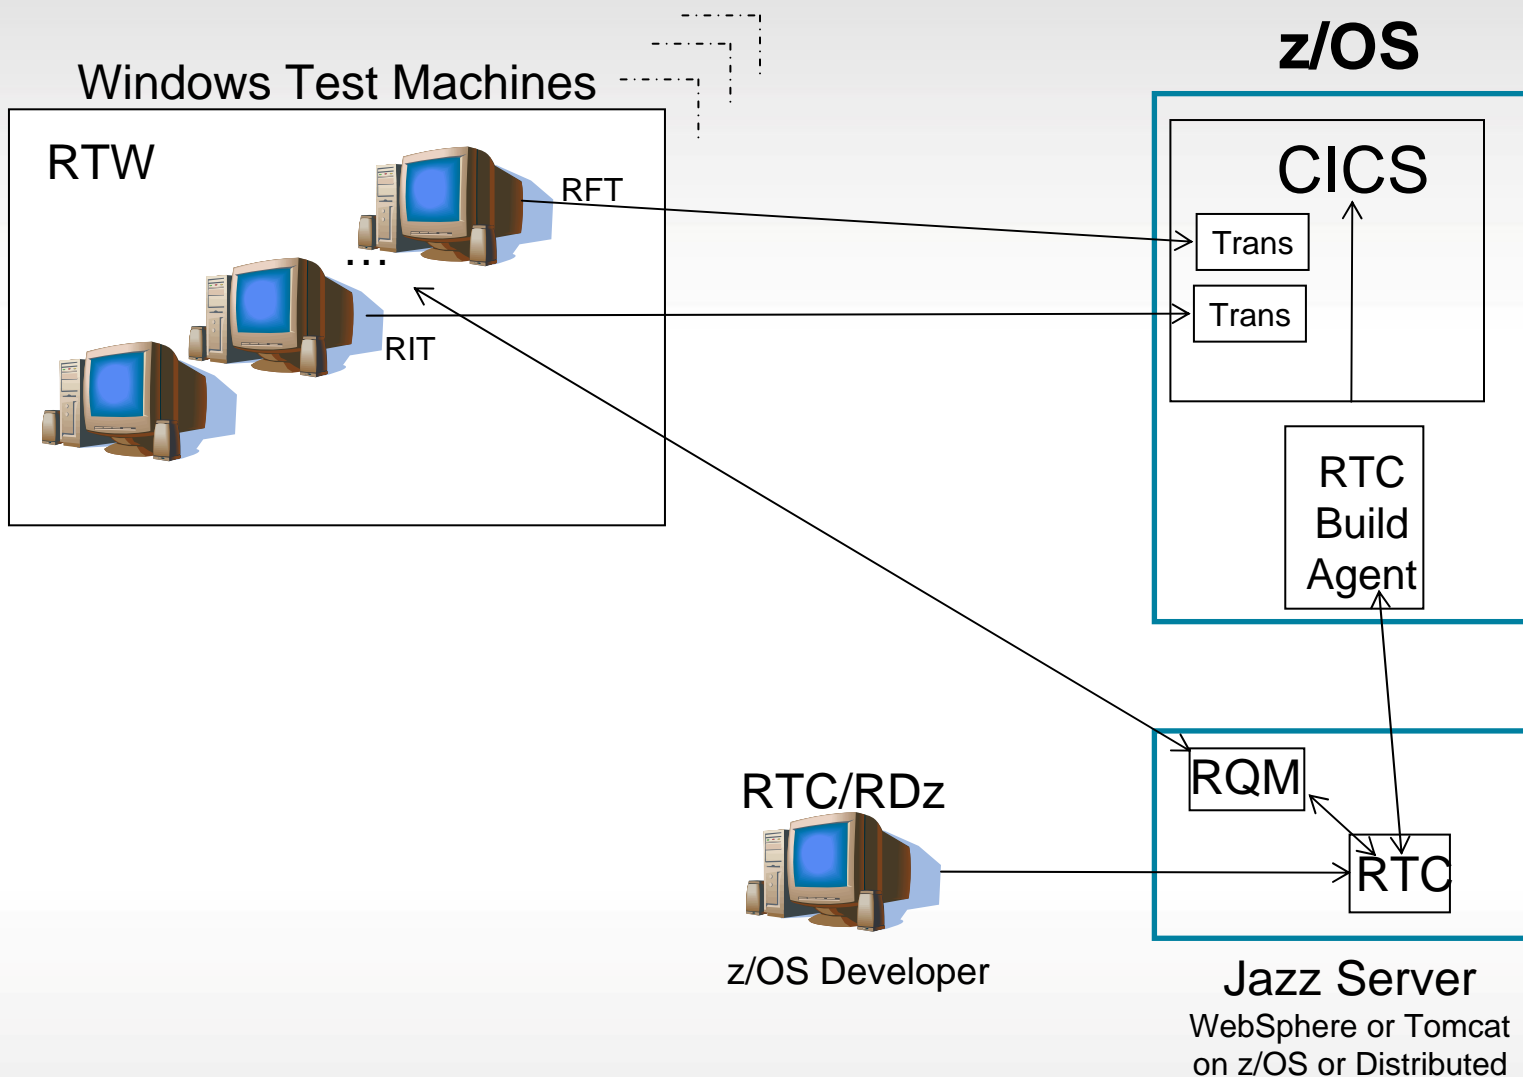 z/OS
Windows Test Machines
RTW
RFT
...
RIT
CICS
Trans
Trans
RTC
Build
Agent
RTC/RDz
z/OS Developer
RQM
RTC
Jazz Server
WebSphere or Tomcat
on z/OS or Distributed